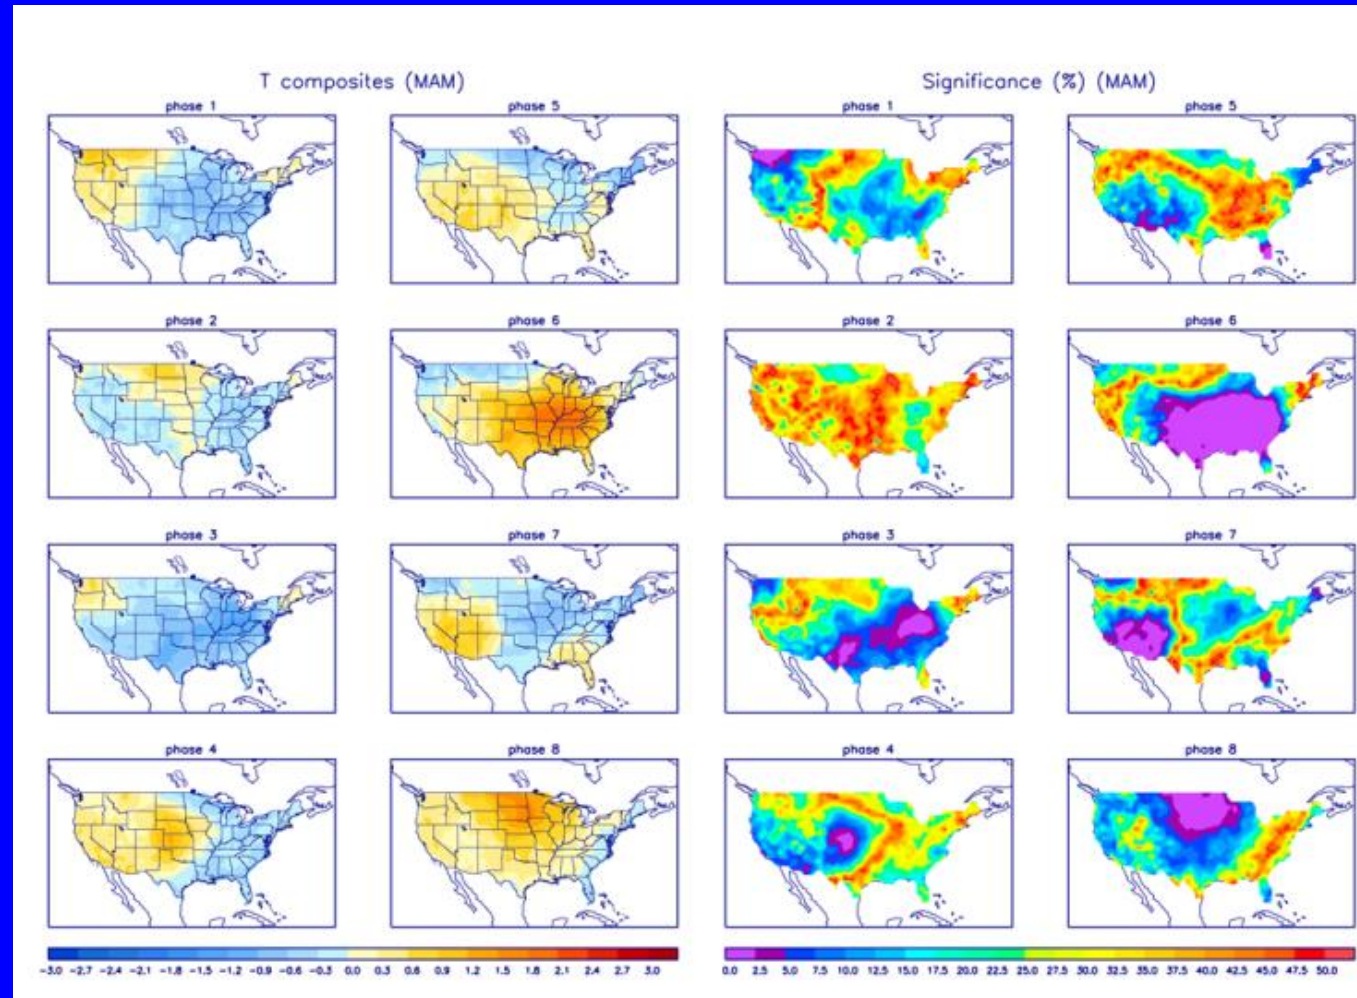 T composites (MAM) Significance (%) (MAM)
phase 1 phase 5 phase 1 phase 5
phase 2 phase 6 phase 2 phase 6
phase 3 phase 7 phase 3 phase 7
phase 4 phase 8 phase 4 phase 8
-3.0 -2.7 -2.4 -2.1 -1.8 -1.5 -1.2 -0.9 -0.6 -0.3 0.0 0.3 0.6 0.9 1.2 1.5 1.8 2.1 2.4 2.7 3.0 0.0 2.5 5.0 7.5 10.0 12.5 15.0 17.5 20.0 22.5 25.0 27.5 30.0 32.5 35.0 37.5 40.0 42.5 45.0 47.5 50.0